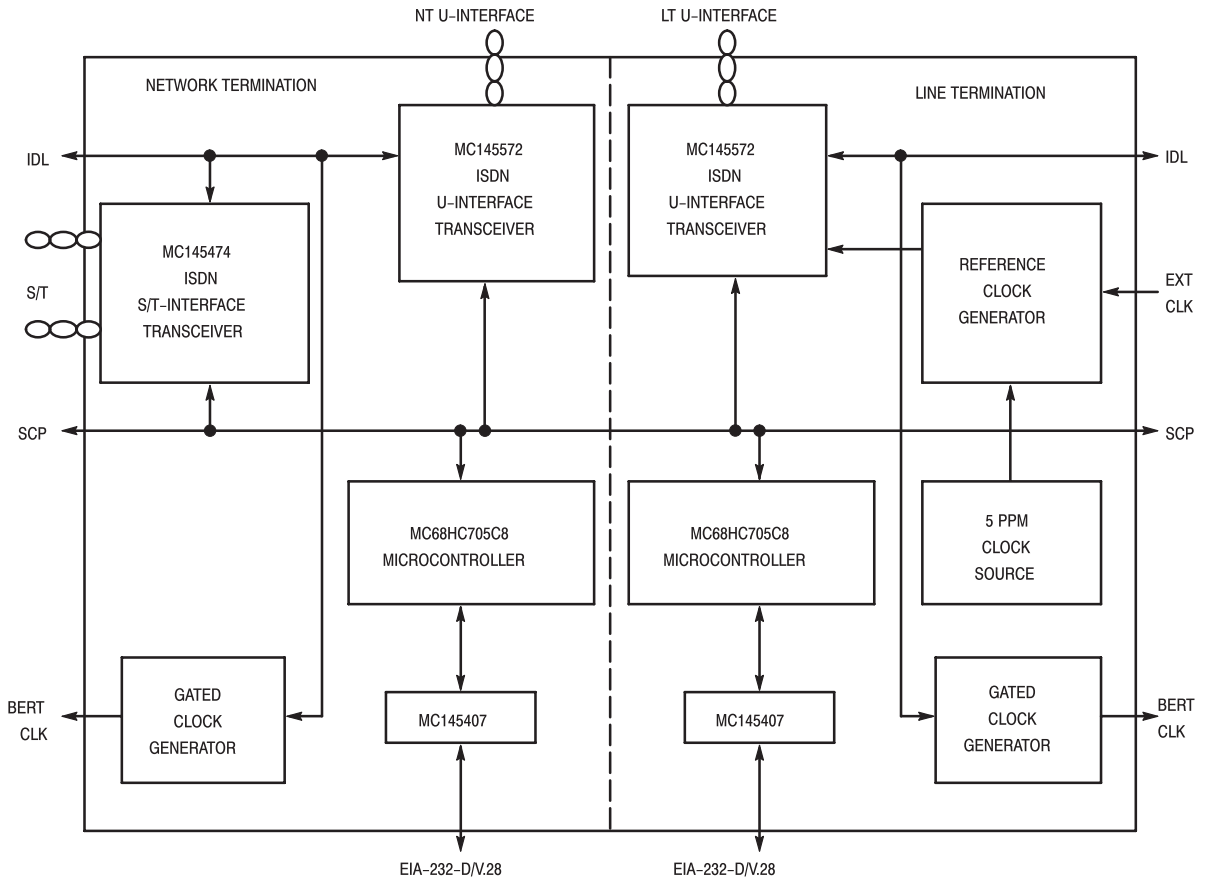 NT U–INTERFACE
LT U–INTERFACE
NETWORK TERMINATION
LINE TERMINATION
IDL
MC145572
ISDN
U–INTERFACE
TRANSCEIVER
MC145572
ISDN
U–INTERFACE
TRANSCEIVER
IDL
S/T
MC145474
ISDN
S/T–INTERFACE
TRANSCEIVER
REFERENCE
CLOCK
GENERATOR
EXT
CLK
SCP
SCP
MC68HC705C8
MICROCONTROLLER
MC68HC705C8
MICROCONTROLLER
5 PPM
CLOCK
SOURCE
BERT
CLK
GATED
CLOCK
GENERATOR
MC145407
MC145407
GATED
CLOCK
GENERATOR
BERT
CLK
EIA–232–D/V.28
EIA–232–D/V.28